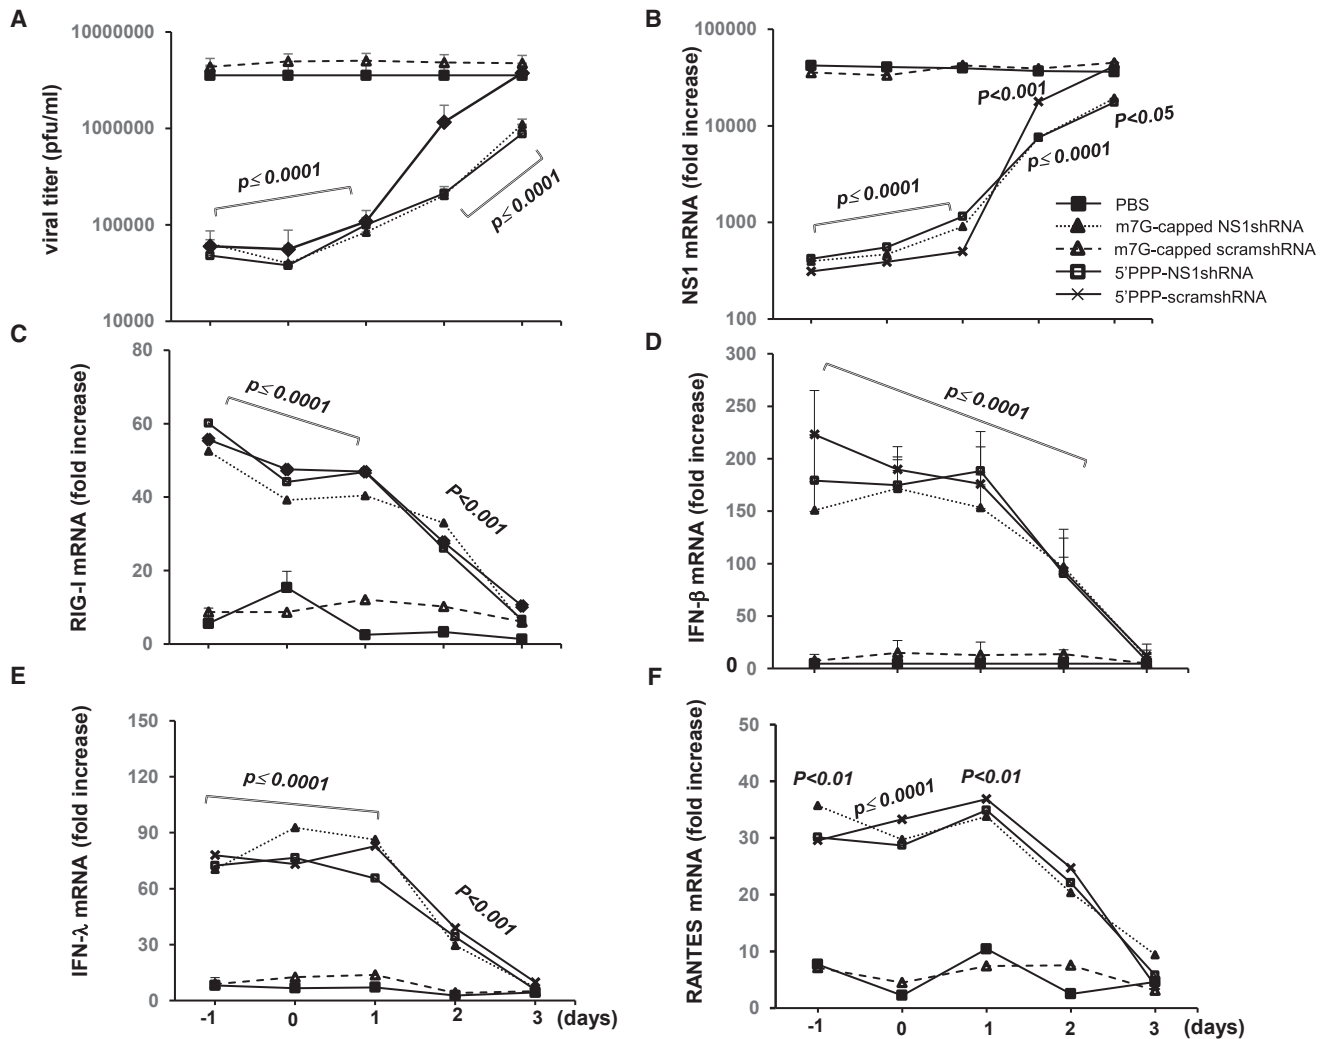 A
10000000
1000000
100000
10000
viral titer (pfu/ml)
p≤ 0.0001
p≤ 0.0001
B
100000
10000
1000
100
NS1 mRNA (fold increase)
P<0.001
P<0.05
p≤ 0.0001
p≤ 0.0001
PBS
m7G-capped NS1shRNA
m7G-capped scramshRNA
5'PPP-NS1shRNA
5'PPP-scramshRNA
C
80
60
40
20
0
RIG-I mRNA (fold increase)
p≤ 0.0001
P<0.001
D
300
250
200
150
100
50
0 0
IFN-β mRNA (fold increase)
p≤ 0.0001
E
150
120
90
60
30
0
IFN-λ mRNA (fold increase)
p≤ 0.0001
P<0.001
-1 0 1 2 3 (days)
F
50
40
30
20
10
0
RANTES mRNA (fold increase)
P<0.01
p≤ 0.0001
P<0.01
-1 0 1 2 3 (days)